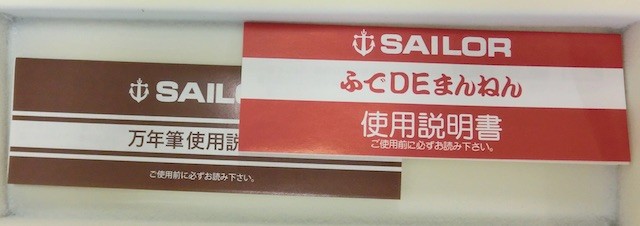 SAILOR
ふでDEまんねん
使用説明書
ご使用前に必ずお読み下さい。
SAILO
万年筆使用説
ご使用前に必ずお読み下さい。